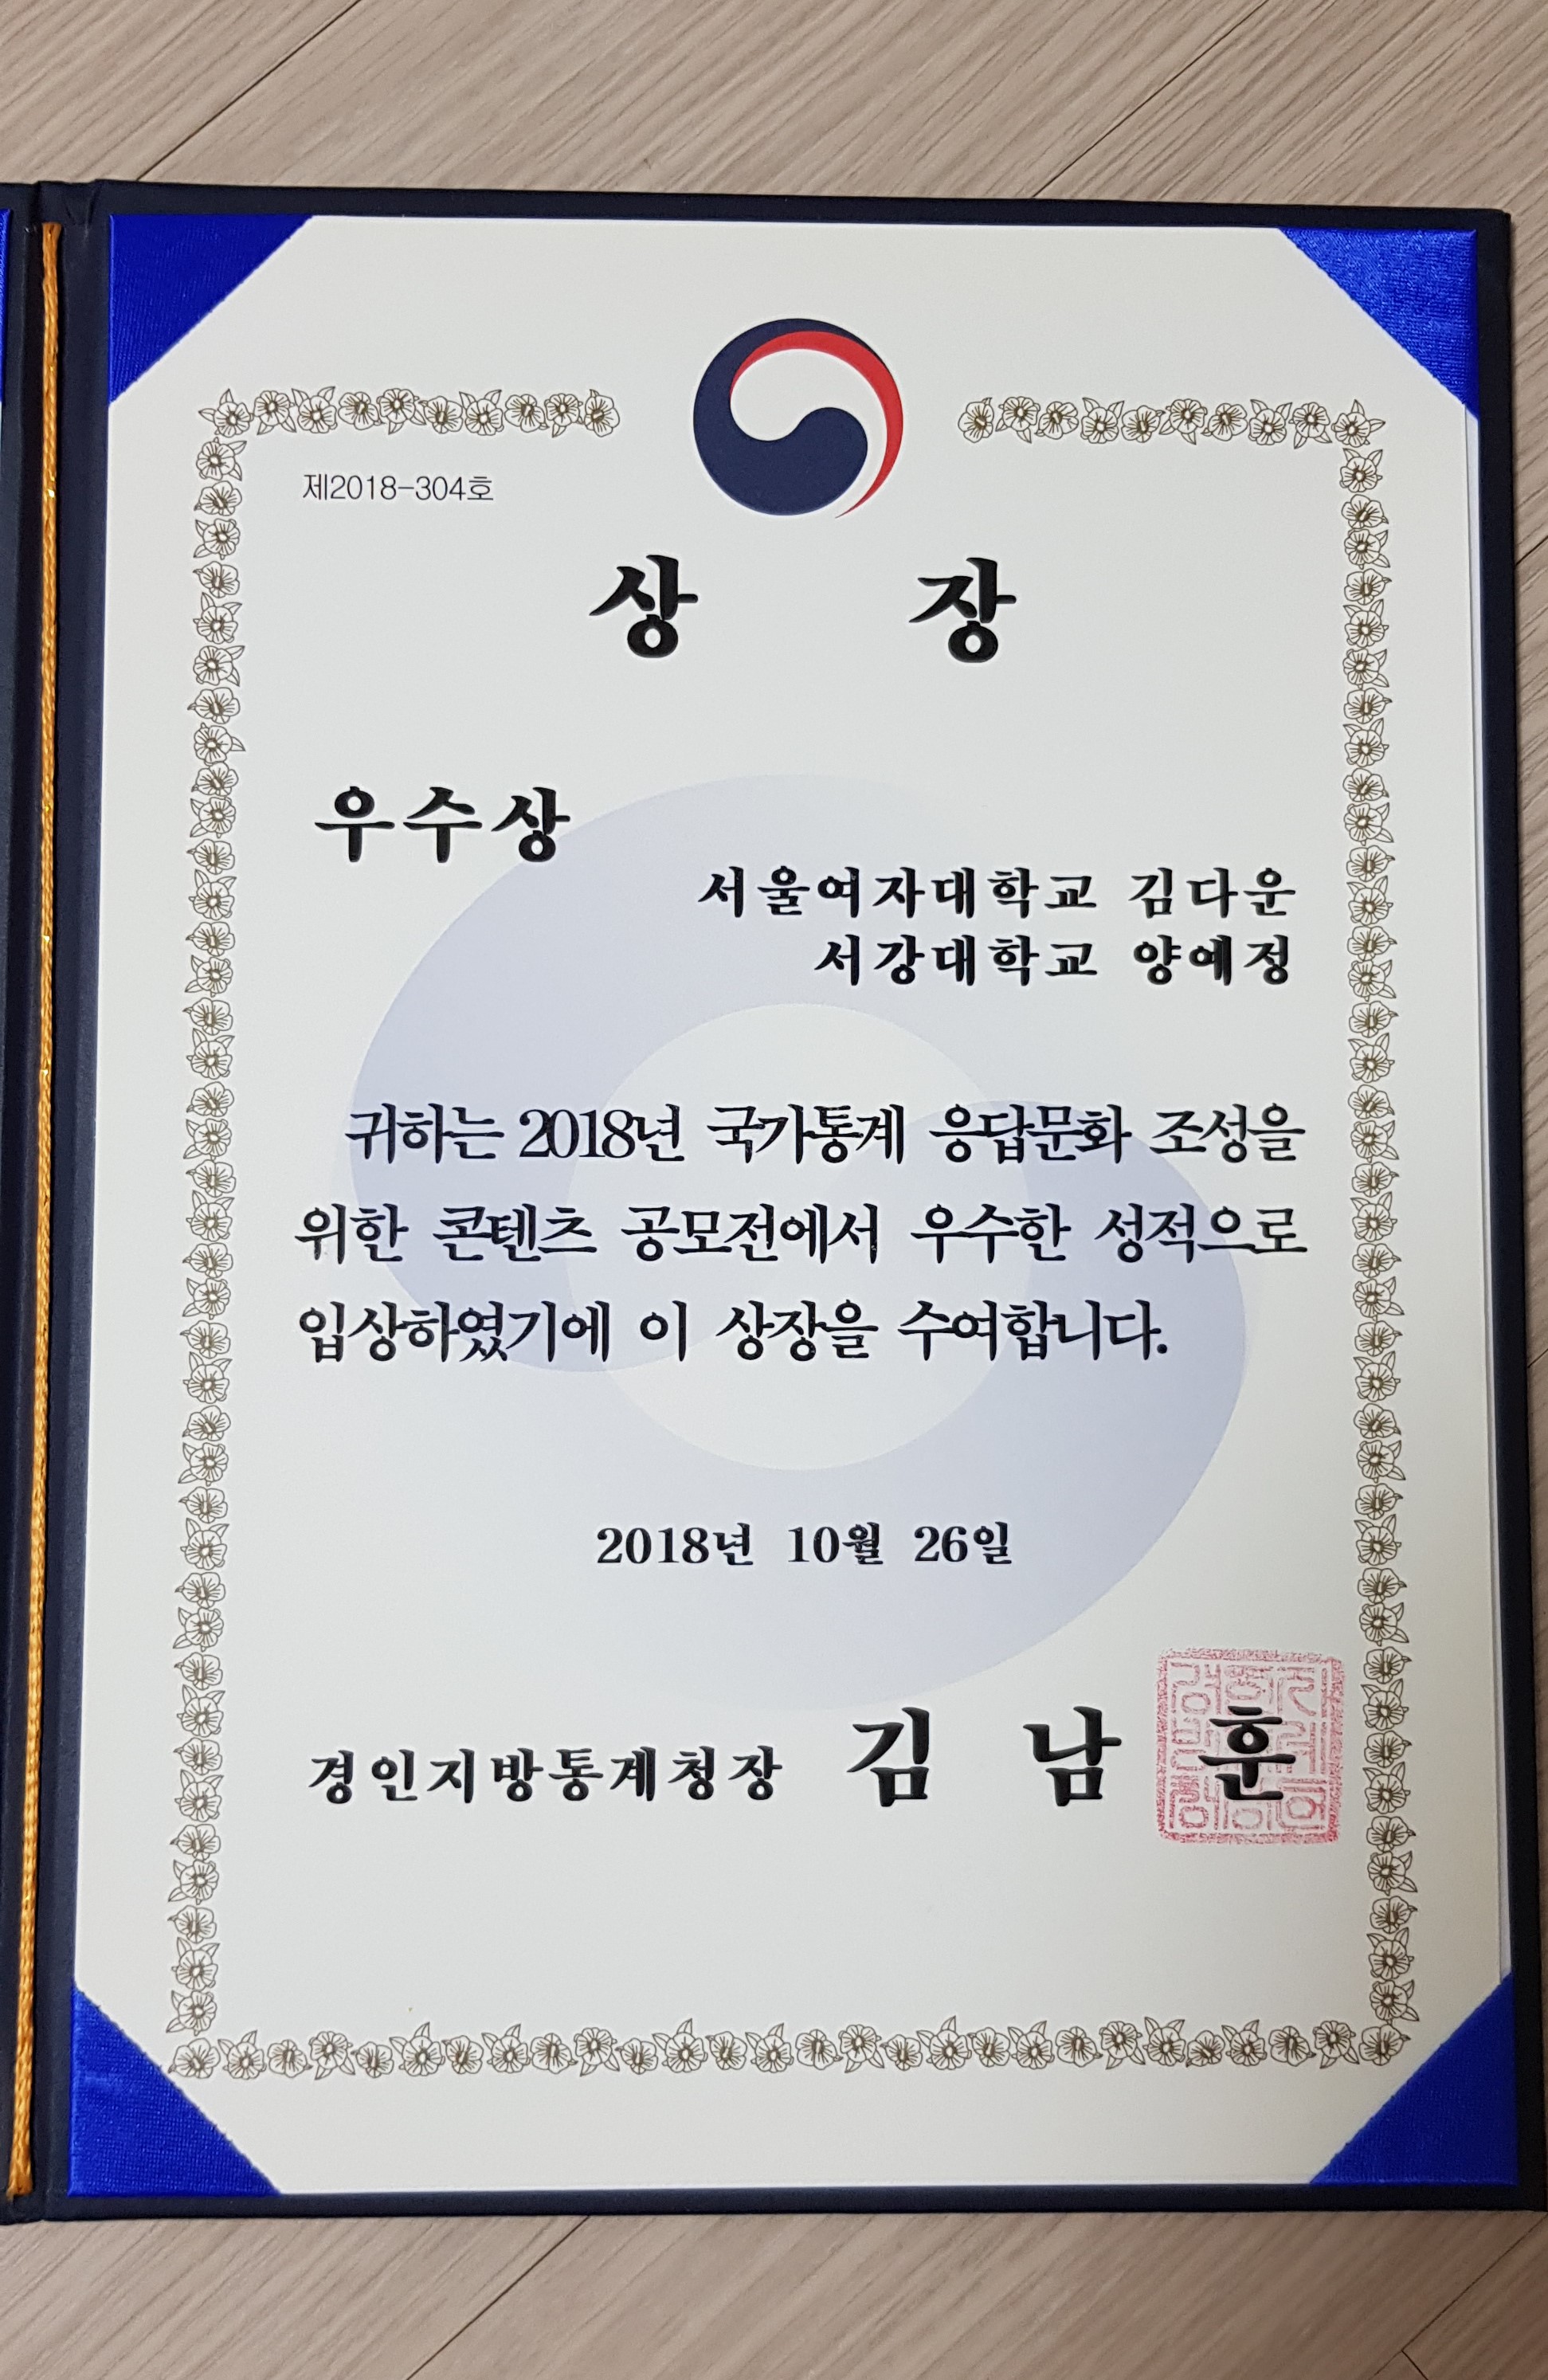 제2018-304호
상 장
우수상
서울여자대학교 김다운
서강대학교 양예정
귀하는 2018년 국가통계 응답문화 조성을
위한 콘텐츠 공모전에서 우수한 성적으로
입상하였기에 이 상장을 수여합니다.
2018년 10월 26일
경인지방통계청장 김 남 훈